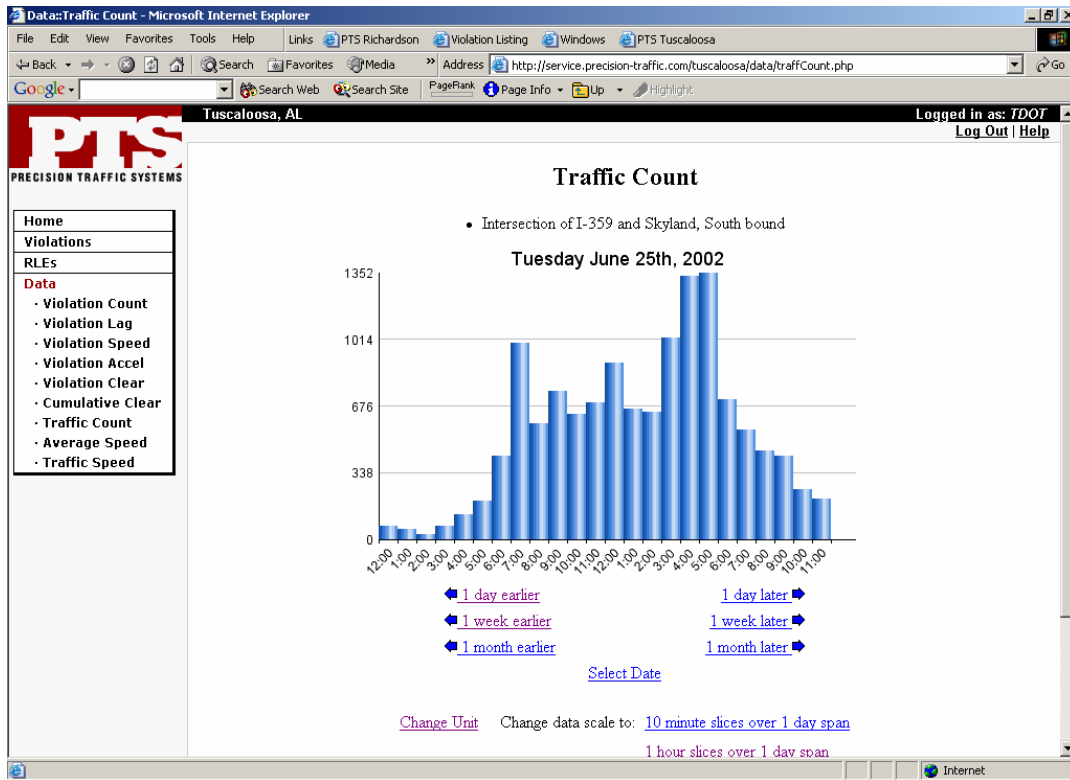 Data::Traffic Count - Microsoft Internet Explorer
File Edit View Favorites Tools Help Links PTS Ri Violation Listing Windows PTS Tuscaloosa
Back Search Favorites Media » Address http://service.precision-traffic.com/tuscaloosa/data/traffCount.php Go
Google Search Web Search Site PageRank Page Info Up Highlight
Tuscaloosa, AL Logged in as: TDOT
Log Out | Help
PTS
PRECISION TRAFFIC SYSTEMS
Home
Violations
RLEs
Data
· Violation Count
· Violation Lag
· Violation Speed
· Violation Accel
· Violation Clear
· Cumulative Clear
· Traffic Count
· Average Speed
· Traffic Speed
Traffic Count
• Intersection of I-359 and Skyland, South bound
Tuesday June 25th, 2002
1352
1014
676
338
0
12:00 1:00 2:00 3:00 4:00 5:00 6:00 7:00 8:00 9:00 10:00 11:00 12:00 1:00 2:00 3:00 4:00 5:00 6:00 7:00 8:00 9:00 10:00 11:00
1 day earlier 1 day later
1 week earlier 1 week later
1 month earlier 1 month later
Select Date
Change Unit Change data scale to: 10 minute slices over 1 day span
1 hour slices over 1 day span
Internet